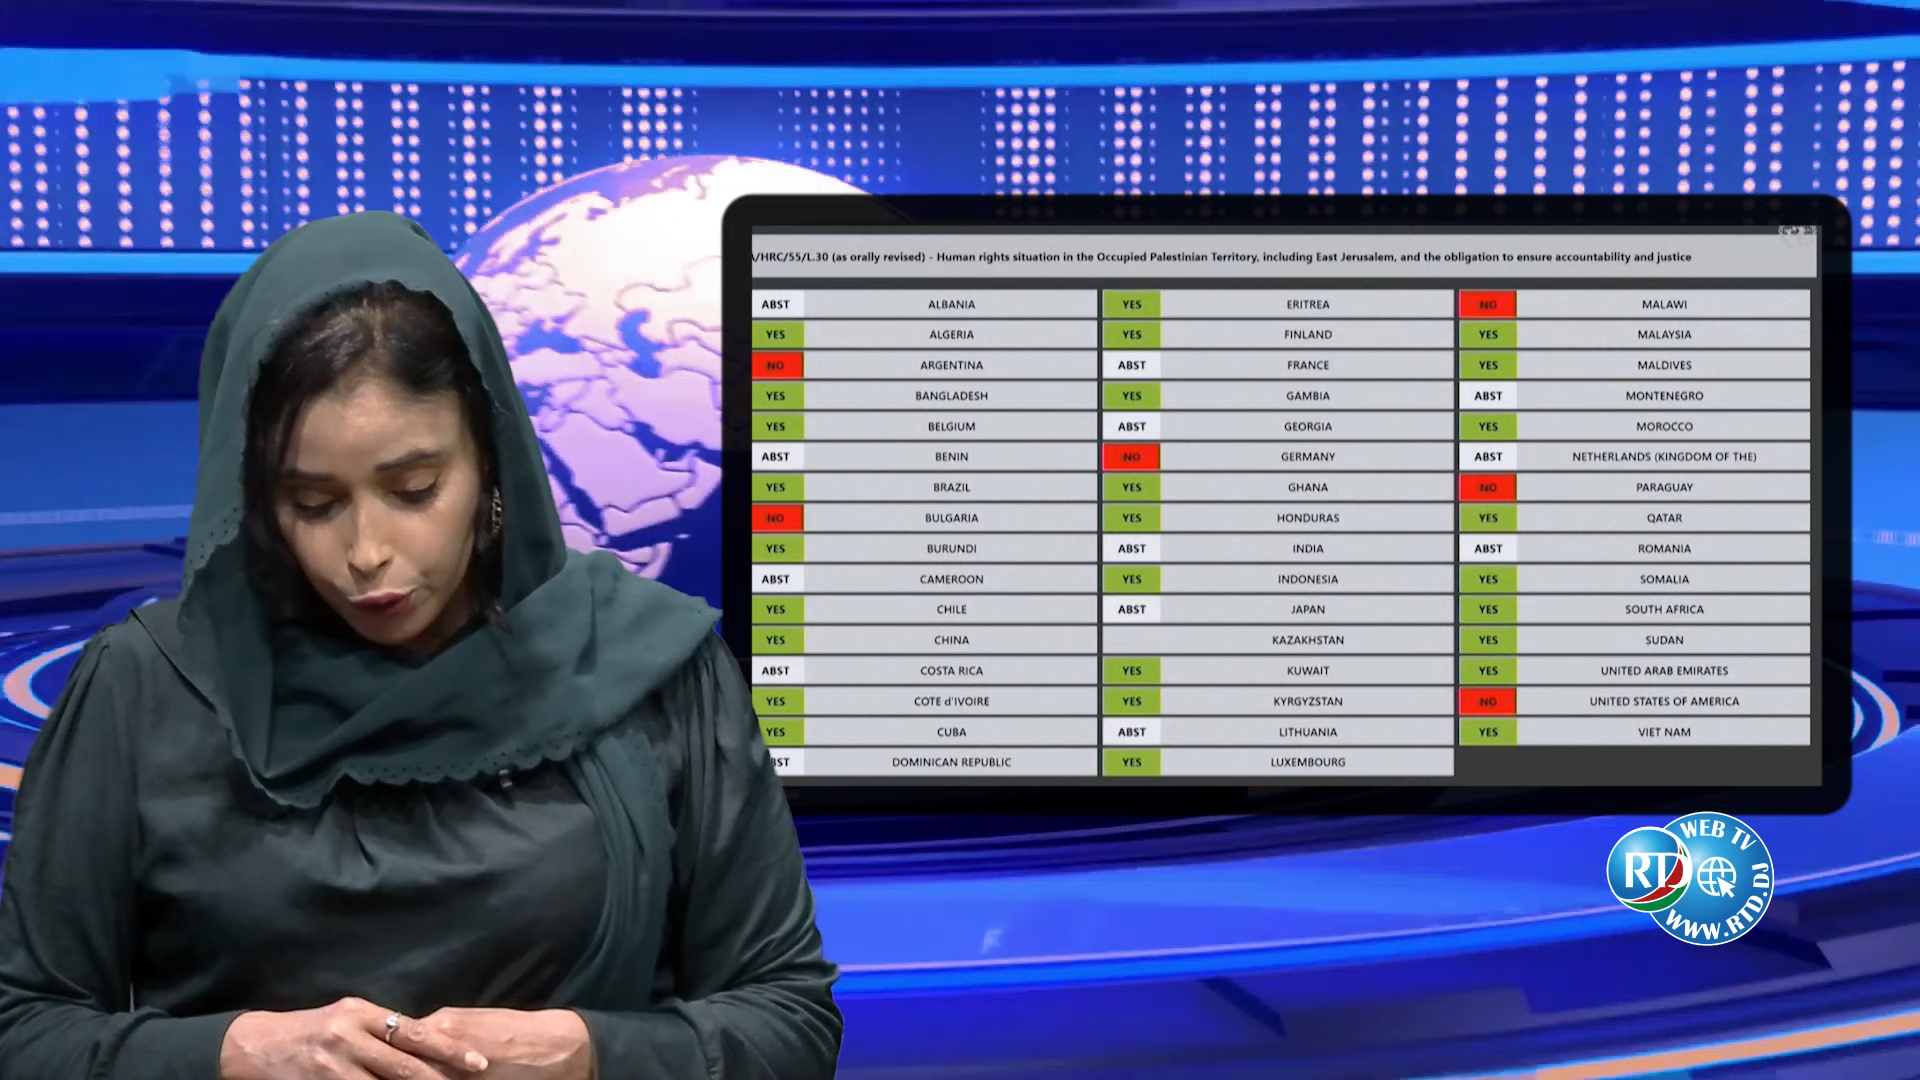 /HRC/55/L.30 (as orally revised) - Human rights situation in the Occupied Palestinian Territory, including East Jerusalem, and the obligation to ensure accountability and justice
ABST ALBANIA
YES ALGERIA
NO ARGENTINA
YES BANGLADESH
YES BELGIUM
ABST BENIN
YES BRAZIL
NO BULGARIA
YES BURUNDI
ABST CAMEROON
YES CHILE
YES CHINA
ABST COSTA RICA
YES COTE d'IVOIRE
YES CUBA
BST DOMINICAN REPUBLIC
YES ERITREA
YES FINLAND
ABST FRANCE
YES GAMBIA
ABST GEORGIA
NO GERMANY
YES GHANA
YES HONDURAS
ABST INDIA
YES INDONESIA
ABST JAPAN
KAZAKHSTAN
YES KUWAIT
YES KYRGYZSTAN
ABST LITHUANIA
YES LUXEMBOURG
NO MALAWI
YES MALAYSIA
YES MALDIVES
ABST MONTENEGRO
YES MOROCCO
ABST NETHERLANDS (KINGDOM OF THE)
NO PARAGUAY
YES QATAR
ABST ROMANIA
YES SOMALIA
YES SOUTH AFRICA
YES SUDAN
YES UNITED ARAB EMIRATES
NO UNITED STATES OF AMERICA
YES VIET NAM
WEB TV
RTD
WWW.RTD.DJ